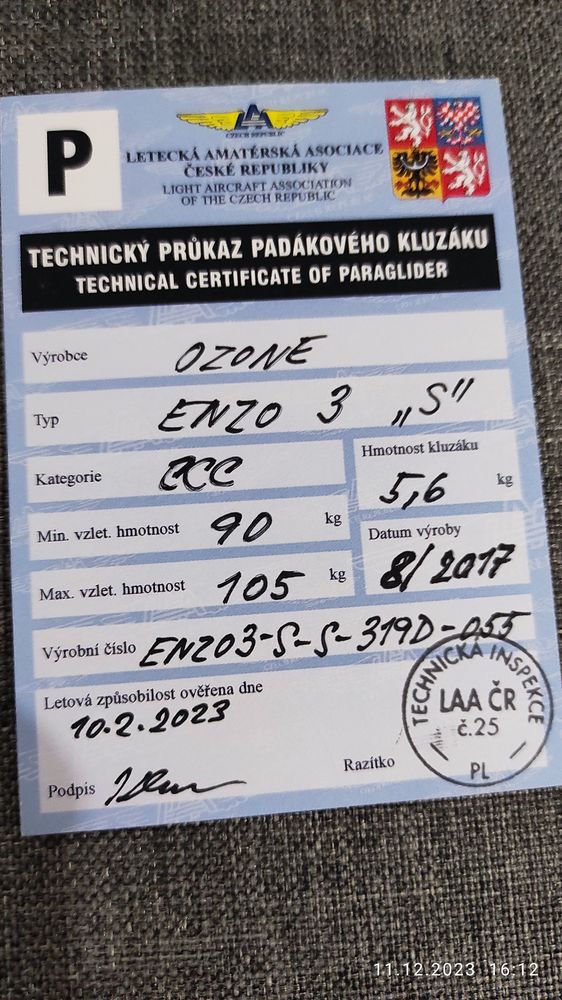 P
LAA
CZECH REPUBLIC
LETECKÁ AMATÉRSKÁ ASOCIACE
ČESKÉ REPUBLIKY
LIGHT AIRCRAFT ASSOCIATION
OF THE CZECH REPUBLIC
TECHNICKÝ PRŮKAZ PADÁKOVÉHO KLUZÁKU
TECHNICAL CERTIFICATE OF PARAGLIDER
Výrobce OZONE
Typ ENZO 3 „S"
Kategorie CCC
Hmotnost kluzáku
5,6 kg
Min. vzlet. hmotnost 90 kg
Datum výroby
8/2017
Max. vzlet. hmotnost 105 kg
Výrobní číslo ENZO3-S-S-319D-055
Letová způsobilost ověřena dne
10.2.2023
Podpis
Razítko
TECHNICKÁ INSPEKCE
LAA ČR
č.25
PL
11.12.2023 16:12